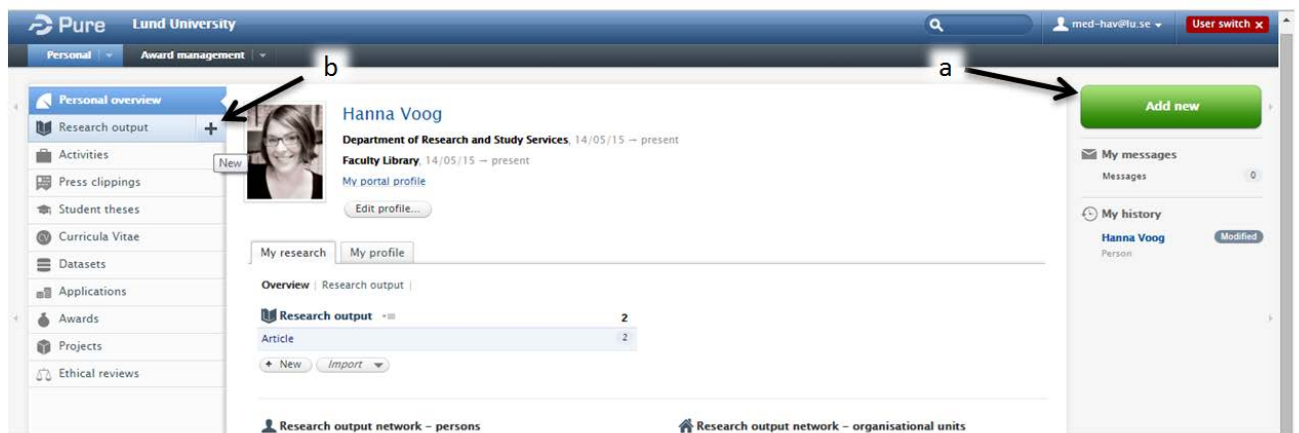 Pure Lund University med-hav@lu.se User switch x
Personal Award management
b
a
Personal overview
Research output
Activities
New
Press clippings
Student theses
CV Curricula Vitae
Datasets
Applications
Awards
Projects
Ethical reviews
Hanna Voog
Department of Research and Study Services, 14/05/15 – present
Faculty Library, 14/05/15 – present
My portal profile
Edit profile...
My research My profile
Overview | Research output |
Research output 2
Article 2
+ New Import
Research output network – persons
Research output network – organisational units
Add new
My messages
Messages 0
My history
Hanna Voog Modified
Person